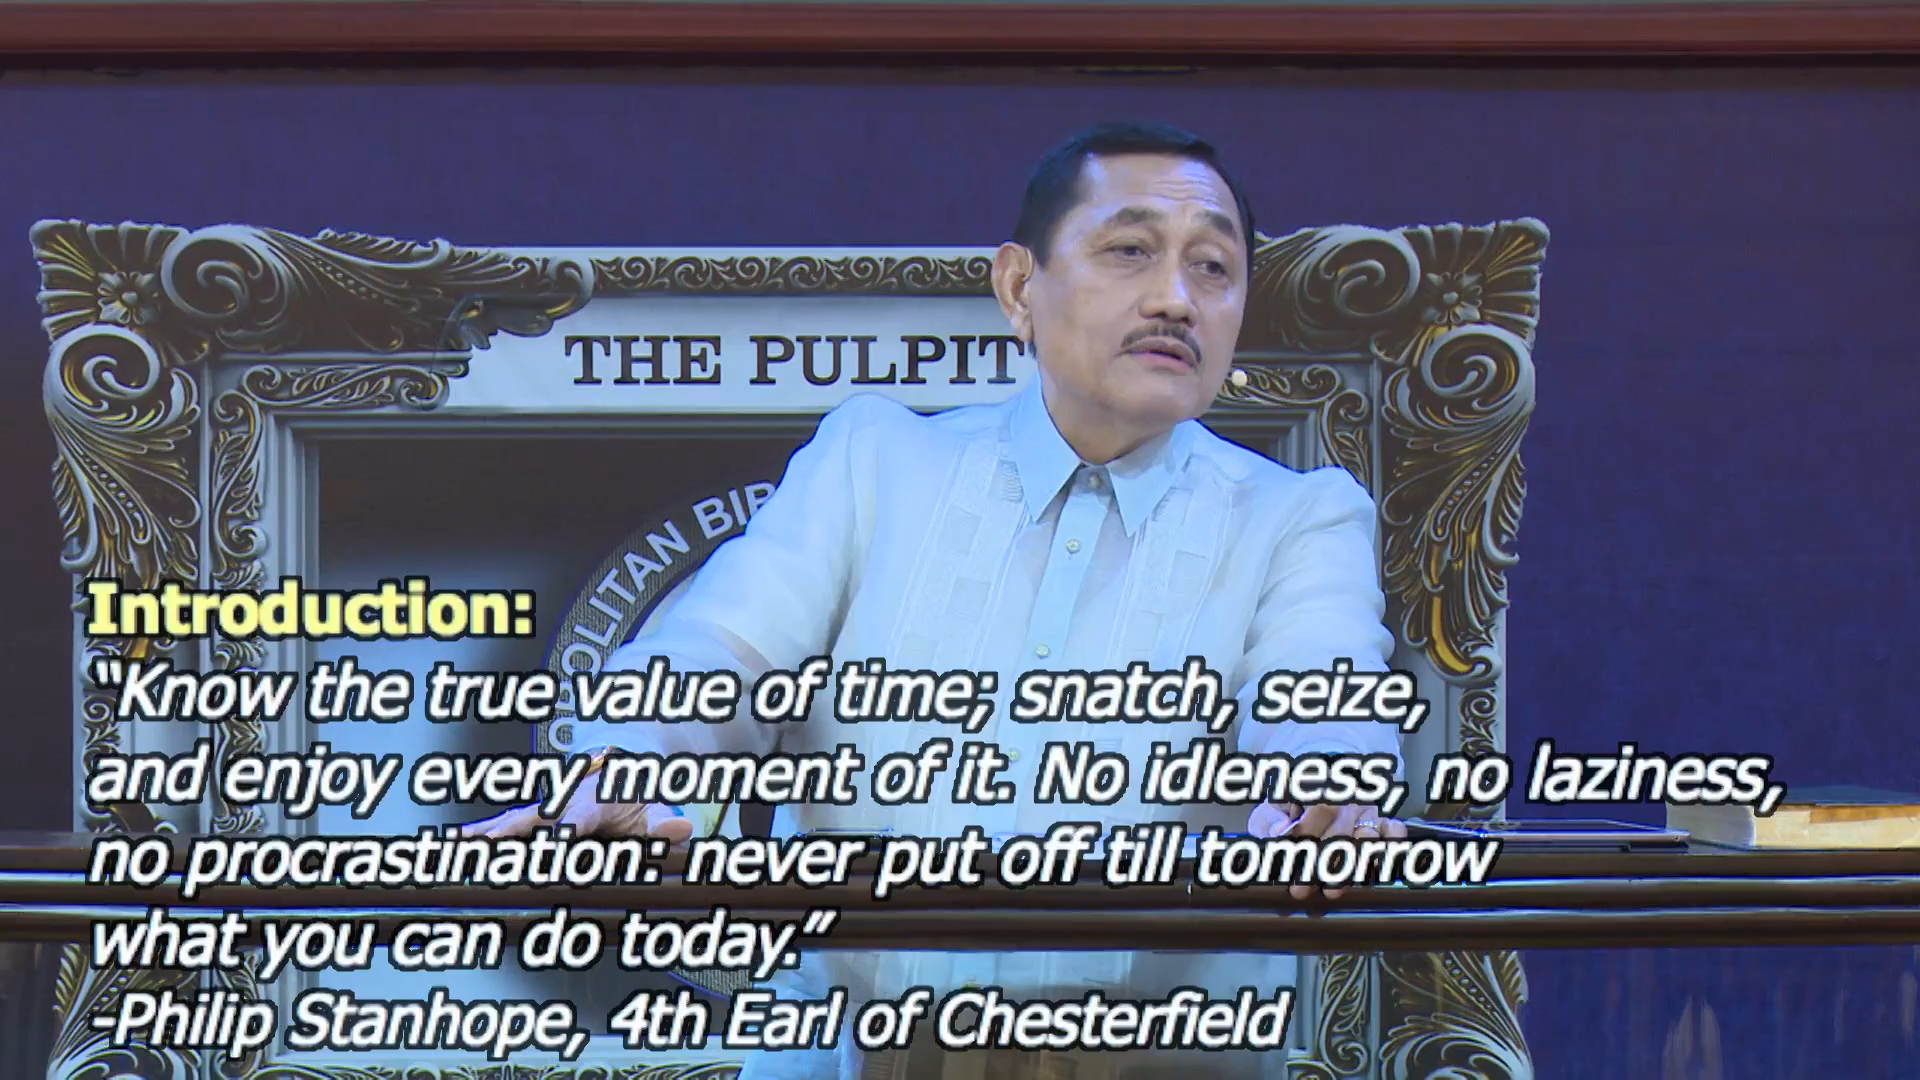 THE PULPIT
OPOLITAN BIB
Introduction:
“Know the true value of time; snatch, seize,
and enjoy every moment of it. No idleness, no laziness,
no procrastination: never put off till tomorrow
what you can do today.”
-Philip Stanhope, 4th Earl of Chesterfield